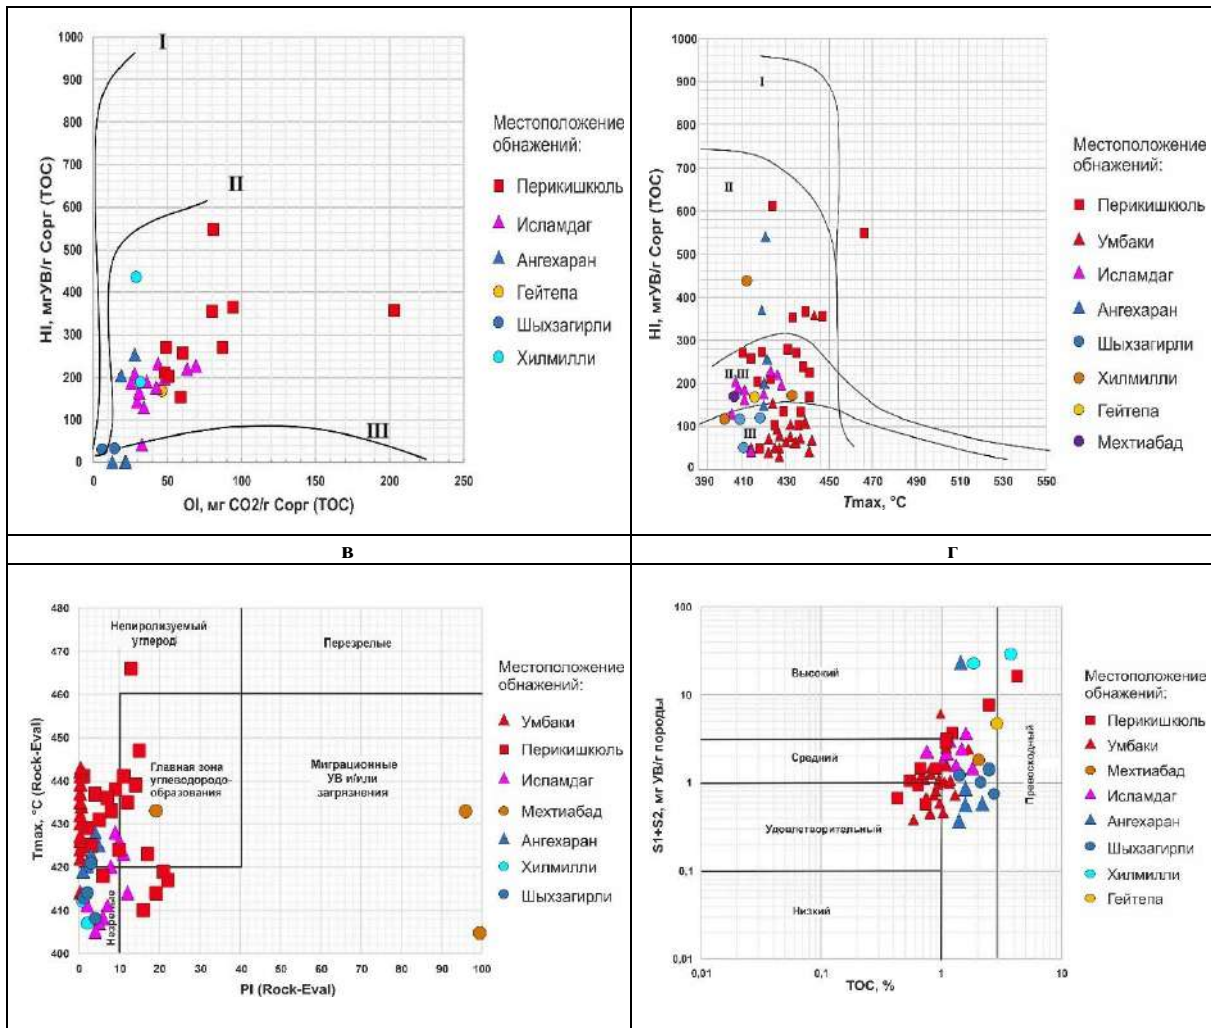 1000
900
800
700
600
500
400
300
200
100
0
HI, мгУВ/г Сорг (TOC)
I
II
III
0
50
100
150
200
250
OI, мг CO2/г Сорг (TOC)
Местоположение
обнажений:
Перикишкюль
Исламдаг
Ангехаран
Гейтепа
Шыхзагирли
Хилмилли
1000
900
800
700
600
500
400
300
200
100
0
HI, мгУВ/г Сорг (TOC)
I
II
II-III
III
390
410
430
450
470
490
510
530
550
Tmax, °C
Местоположение
обнажений:
Перикишкюль
Умбаки
Исламдаг
Ангехаран
Шыхзагирли
Хилмилли
Гейтепа
Мехтиабад
в
г
480
470
460
450
440
430
420
410
400
Tmax, °C (Rock-Eval)
Непиролизуемый
углерод
Перезрелые
Главная зона
углеводородо-
образования
Миграционные
УВ и/или
загрязнения
Незрелые
0
10
20
30
40
50
60
70
80
90
100
PI (Rock-Eval)
Местоположение
обнажений:
Умбаки
Перикишкюль
Исламдаг
Мехтиабад
Ангехаран
Хилмилли
Шыхзагирли
100
10
1
0,1
0,01
S1+S2, мг УВ/г породы
Высокий
Средний
Удовлетворительный
Низкий
Превосходный
0,01
0,1
1
10
TOC, %
Местоположение
обнажений:
Перикишкюль
Умбаки
Мехтиабад
Исламдаг
Ангехаран
Шыхзагирли
Хилмилли
Гейтепа